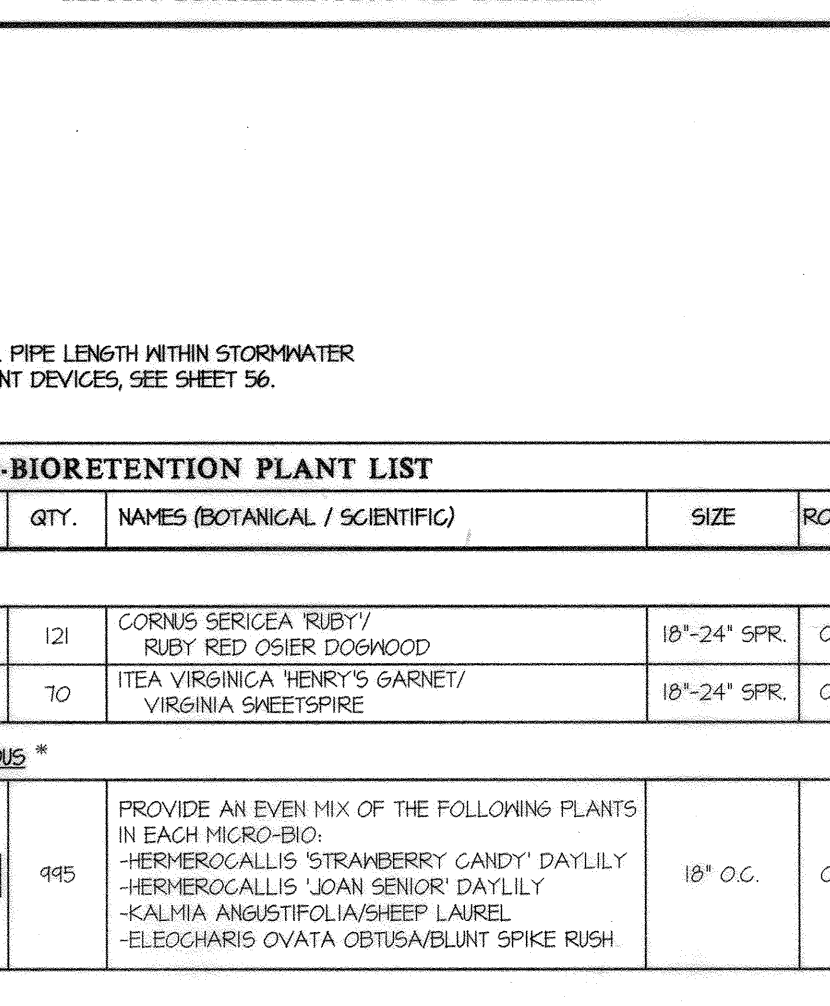 PIPE LENGTH WITHIN STORMWATER
NT DEVICES, SEE SHEET 56.
-BIORETENTION PLANT LIST
QTY. NAMES (BOTANICAL / SCIENTIFIC) SIZE RO
121 CORNUS SERICEA 'RUBY'/ 18"-24" SPR.
RUBY RED OSIER DOGWOOD
70 ITEA VIRGINICA 'HENRY'S GARNET/ 18"-24" SPR.
VIRGINIA SWEETSPIRE
OUS *
PROVIDE AN EVEN MIX OF THE FOLLOWING PLANTS
IN EACH MICRO-BIO:
-HERMEROCALLIS 'STRAWBERRY CANDY' DAYLILY
995 -HERMEROCALLIS 'JOAN SENIOR' DAYLILY 18" O.C.
-KALMIA ANGUSTIFOLIA/SHEEP LAUREL
-ELEOCHARIS OVATA OBTUSA/BLUNT SPIKE RUSH